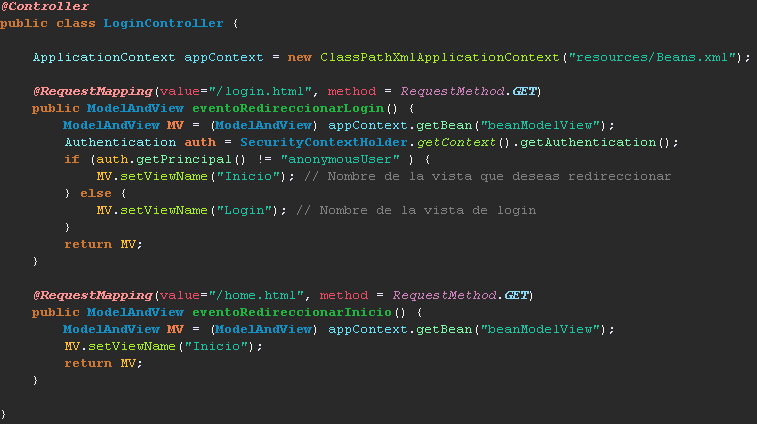 @Controller
public class LoginController {
ApplicationContext appContext = new ClassPathXmlApplicationContext("resources/Beans.xml");
@RequestMapping(value="/login.html", method = RequestMethod.GET)
public ModelAndView eventoRedireccionarLogin() {
ModelAndView MV = (ModelAndView) appContext.getBean("beanModelView");
Authentication auth = SecurityContextHolder.getContext().getAuthentication();
if (auth.getPrincipal() != "anonymousUser" ) {
MV.setViewName("Inicio"); // Nombre de la vista que deseas redireccionar
} else {
MV.setViewName("Login"); // Nombre de la vista de login
}
return MV;
}
@RequestMapping(value="/home.html", method = RequestMethod.GET)
public ModelAndView eventoRedireccionarInicio() {
ModelAndView MV = (ModelAndView) appContext.getBean("beanModelView");
MV.setViewName("Inicio");
return MV;
}
}